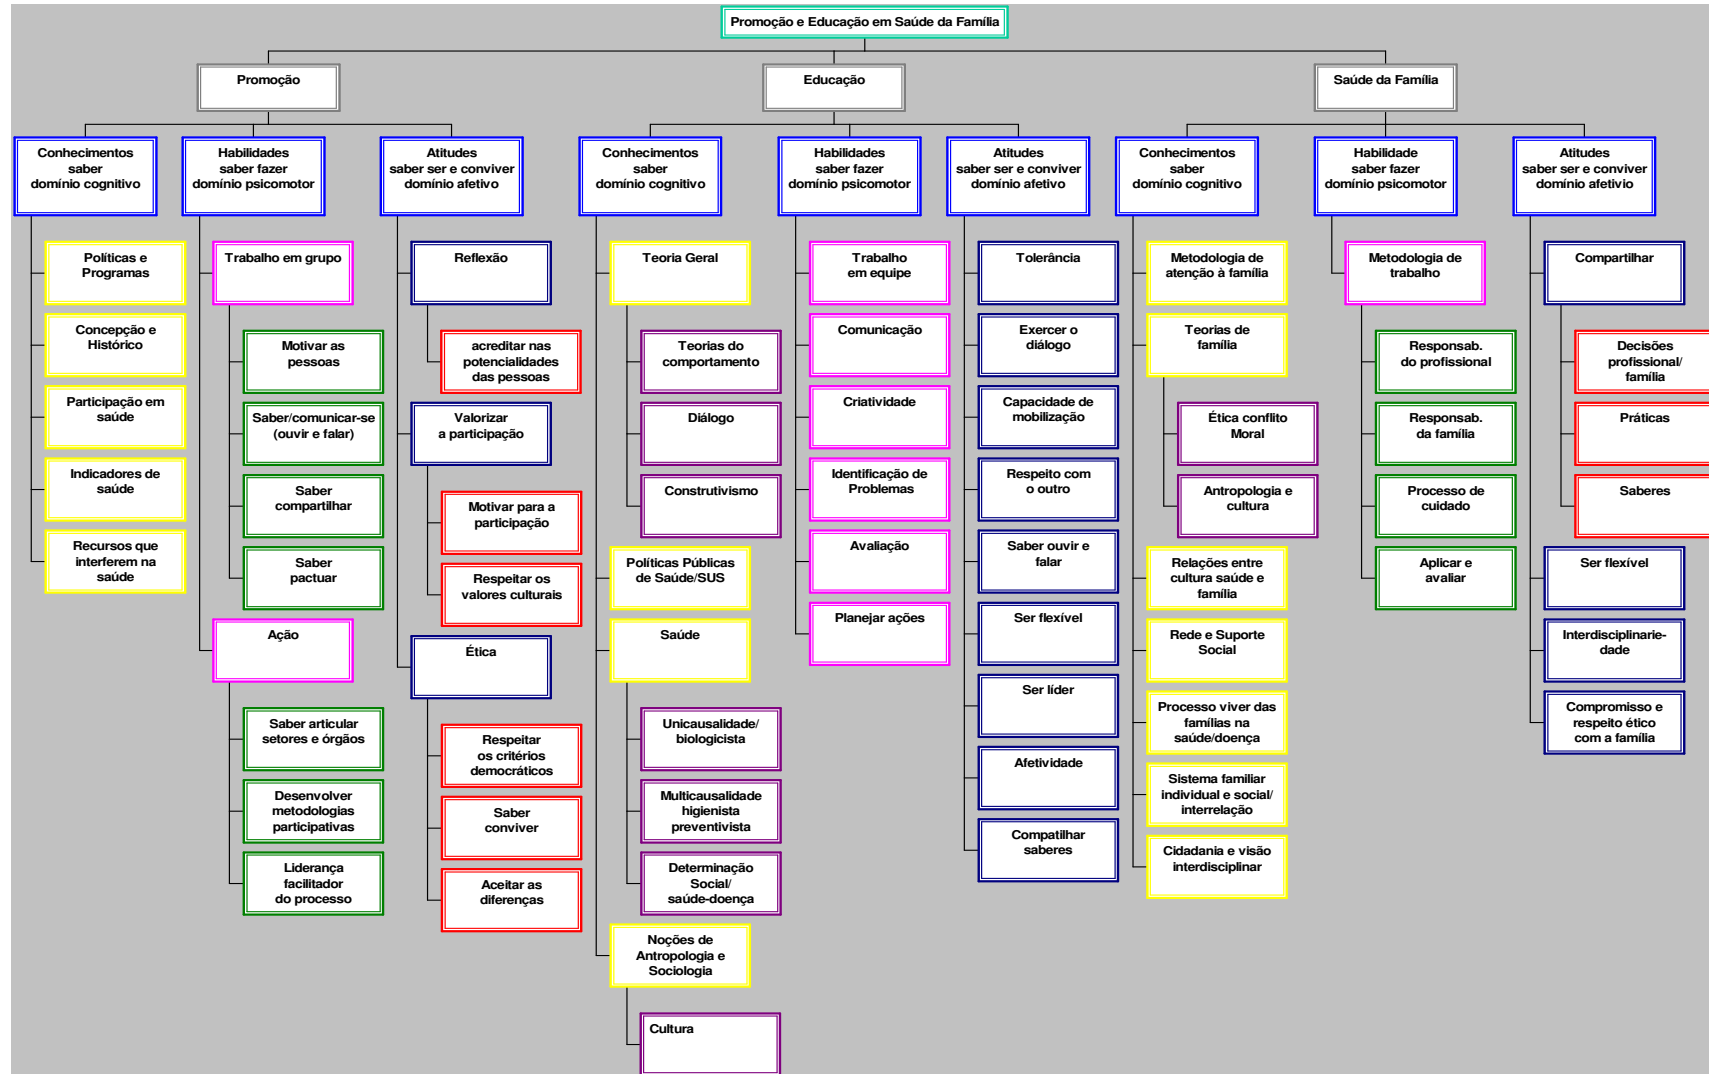 Promoção e Educação em Saúde da Família
Promoção
Educação
Saúde da Família
Conhecimentos
saber
domínio cognitivo
Habilidades
saber fazer
domínio psicomotor
Atitudes
saber ser e conviver
domínio afetivo
Conhecimentos
saber
domínio cognitivo
Habilidades
saber fazer
domínio psicomotor
Atitudes
saber ser e conviver
domínio afetivo
Conhecimentos
saber
domínio cognitivo
Habilidade
saber fazer
domínio psicomotor
Atitudes
saber ser e conviver
domínio afetivio
Políticas e
Programas
Concepção e
Histórico
Participação em
saúde
Indicadores de
saúde
Recursos que
interferem na
saúde
Trabalho em grupo
Motivar as
pessoas
Saber/comunicar-se
(ouvir e falar)
Saber
compartilhar
Saber
pactuar
Ação
Saber articular
setores e órgãos
Desenvolver
metodologias
participativas
Liderança
facilitador
do processo
Reflexão
acreditar nas
potencialidades
das pessoas
Valorizar
a participação
Motivar para a
participação
Respeitar os
valores culturais
Ética
Respeitar
os critérios
democráticos
Saber
conviver
Aceitar as
diferenças
Teoria Geral
Teorias do
comportamento
Diálogo
Construtivismo
Políticas Públicas
de Saúde/SUS
Saúde
Unicausalidade/
biologicista
Multicausalidade
higienista
preventivista
Determinação
Social/
saúde-doença
Noções de
Antropologia e
Sociologia
Cultura
Trabalho
em equipe
Comunicação
Criatividade
Identificação de
Problemas
Avaliação
Planejar ações
Tolerância
Exercer o
diálogo
Capacidade de
mobilização
Respeito com
o outro
Saber ouvir e
falar
Ser flexível
Ser líder
Afetividade
Compatilhar
saberes
Metodologia de
atenção à família
Teorias de
família
Ética conflito
Moral
Antropologia e
cultura
Relações entre
cultura saúde e
família
Rede e Suporte
Social
Processo viver das
famílias na
saúde/doença
Sistema familiar
individual e social/
interrelação
Cidadania e visão
interdisciplinar
Metodologia de
trabalho
Responsab.
do profissional
Responsab.
da família
Processo de
cuidado
Aplicar e
avaliar
Compartilhar
Decisões
profissional/
família
Práticas
Saberes
Ser flexível
Interdisciplinarie-
dade
Compromisso e
respeito ético
com a família